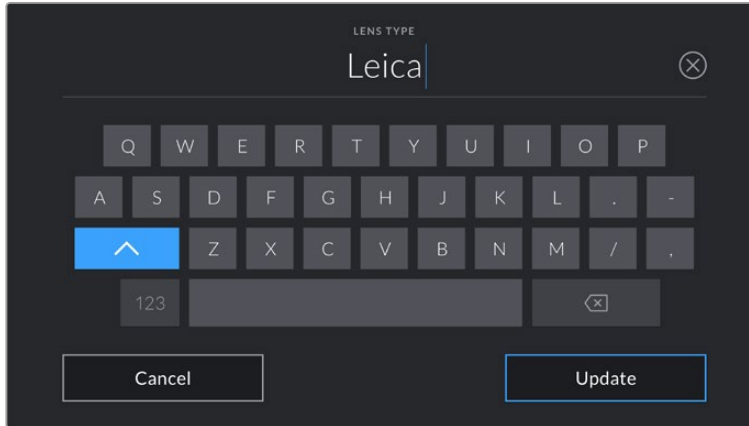 LENS TYPE
Leica
Q W E R T Y U I O P
A S D F G H J K L . -
Z X C V B N M / ,
123
Cancel Update